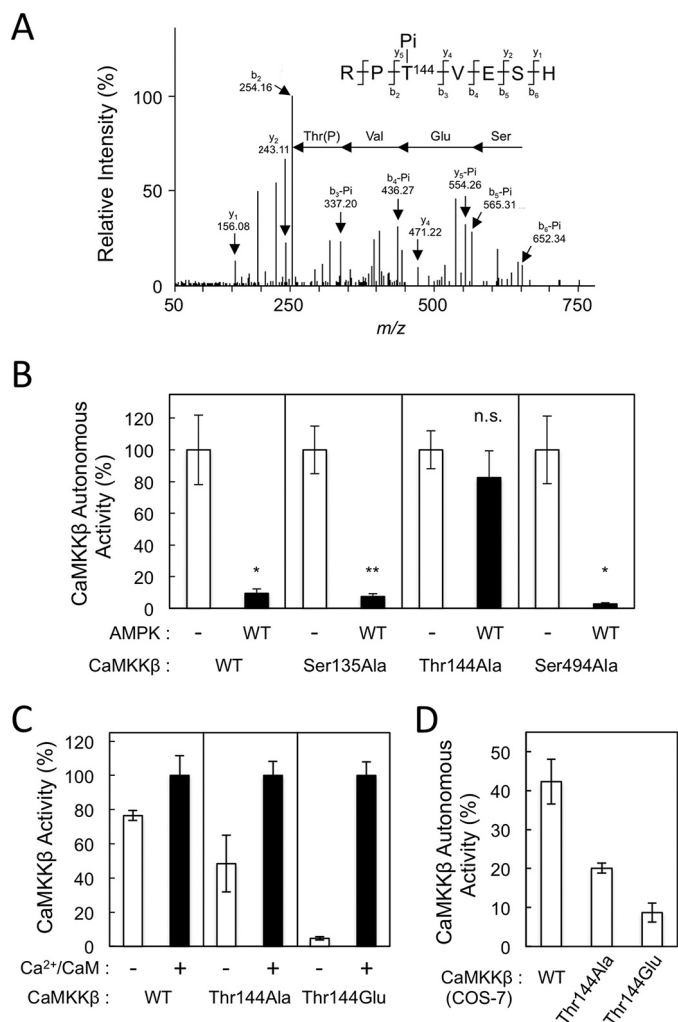 A
Pi
y5 y4 y2 y1
R P T144 V E S H
b2 b3 b4 b5 b6
Relative Intensity (%)
100
50
0
b2
254.16
y2
243.11
Thr(P) Val Glu Ser
y1
156.08
b3-Pi
337.20
b4-Pi
436.27
y4
471.22
y5-Pi
554.26
b5-Pi
565.31
b6-Pi
652.34
50 250 500 750
m/z
B
CaMKKβ Autonomous
Activity (%)
120
100
80
60
40
20
0
* ** n.s. *
AMPK : - WT - WT - WT - WT
CaMKKβ : WT Ser135Ala Thr144Ala Ser494Ala
C
CaMKKβ Activity (%)
120
100
80
60
40
20
0
Ca2+/CaM : - + - + - +
CaMKKβ : WT Thr144Ala Thr144Glu
D
CaMKKβ Autonomous
Activity (%)
50
40
30
20
10
0
CaMKKβ : WT Thr144Ala Thr144Glu
(COS-7)